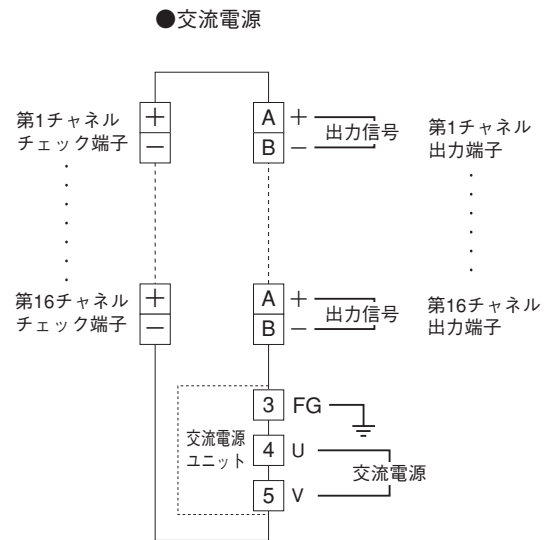 ●交流電源
第1チャネル
チェック端子
+
−
A
B
+
−
出力信号
第1チャネル
出力端子
第16チャネル
チェック端子
+
−
A
B
+
−
出力信号
第16チャネル
出力端子
交流電源
ユニット
3 FG
4 U
5 V
交流電源